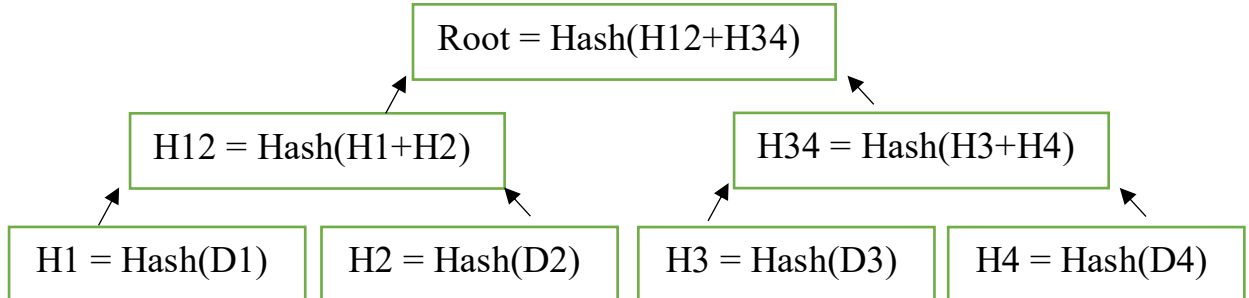 Root = Hash(H12+H34)
H12 = Hash(H1+H2)
H34 = Hash(H3+H4)
H1 = Hash(D1)
H2 = Hash(D2)
H3 = Hash(D3)
H4 = Hash(D4)